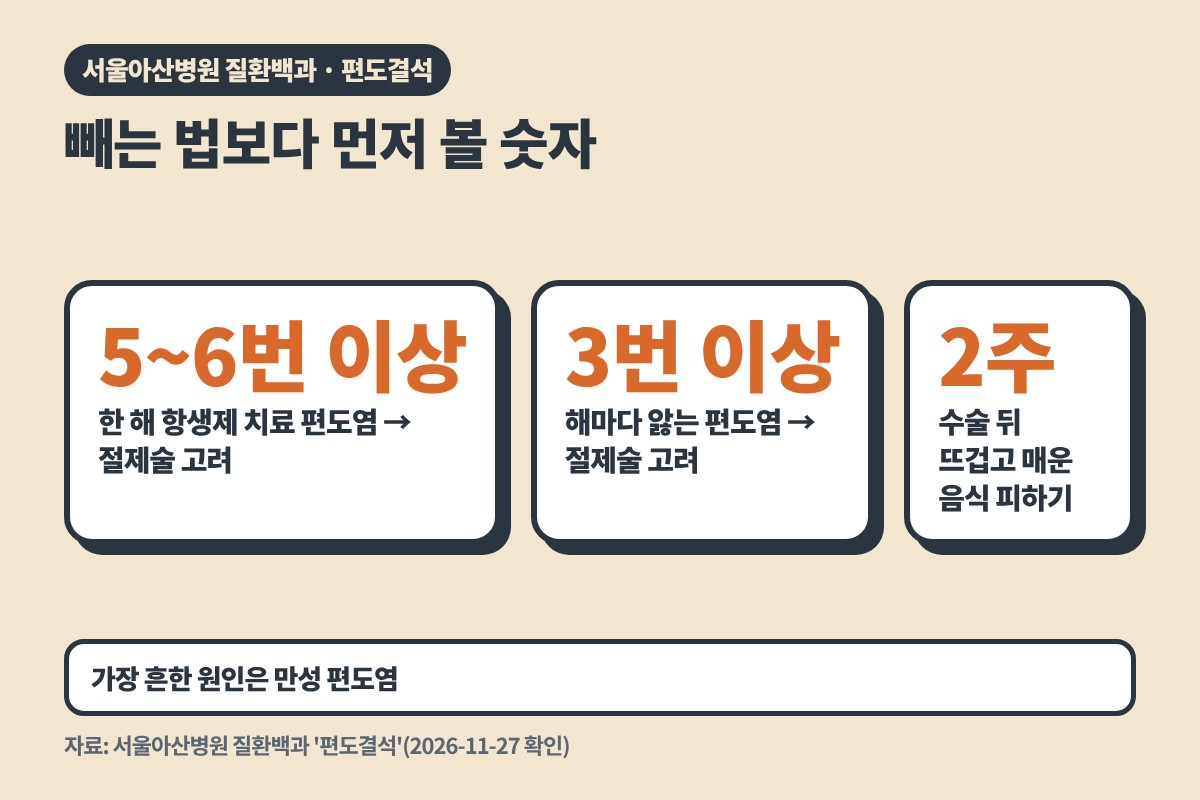 서울아산병원 질환백과 · 편도결석
빼는 법보다 먼저 볼 숫자
5~6번 이상
한 해 항생제 치료 편도염 →
절제술 고려
3번 이상
해마다 앓는 편도염 →
절제술 고려
2주
수술 뒤
뜨겁고 매운
음식 피하기
가장 흔한 원인은 만성 편도염
자료: 서울아산병원 질환백과 '편도결석'(2026-11-27 확인)